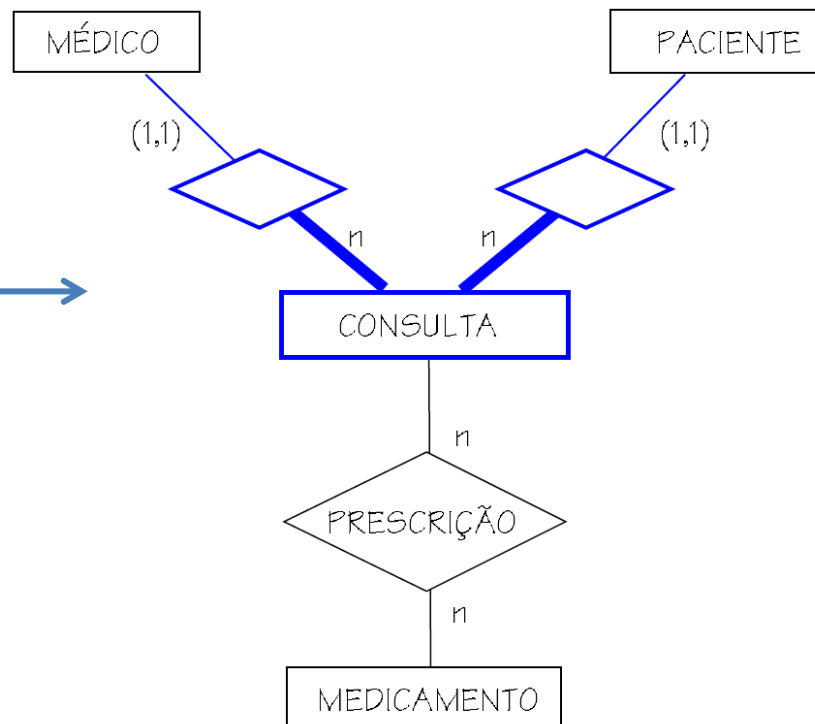 MÉDICO
PACIENTE
(1,1)
(1,1)
n
n
CONSULTA
n
PRESCRIÇÃO
n
MEDICAMENTO